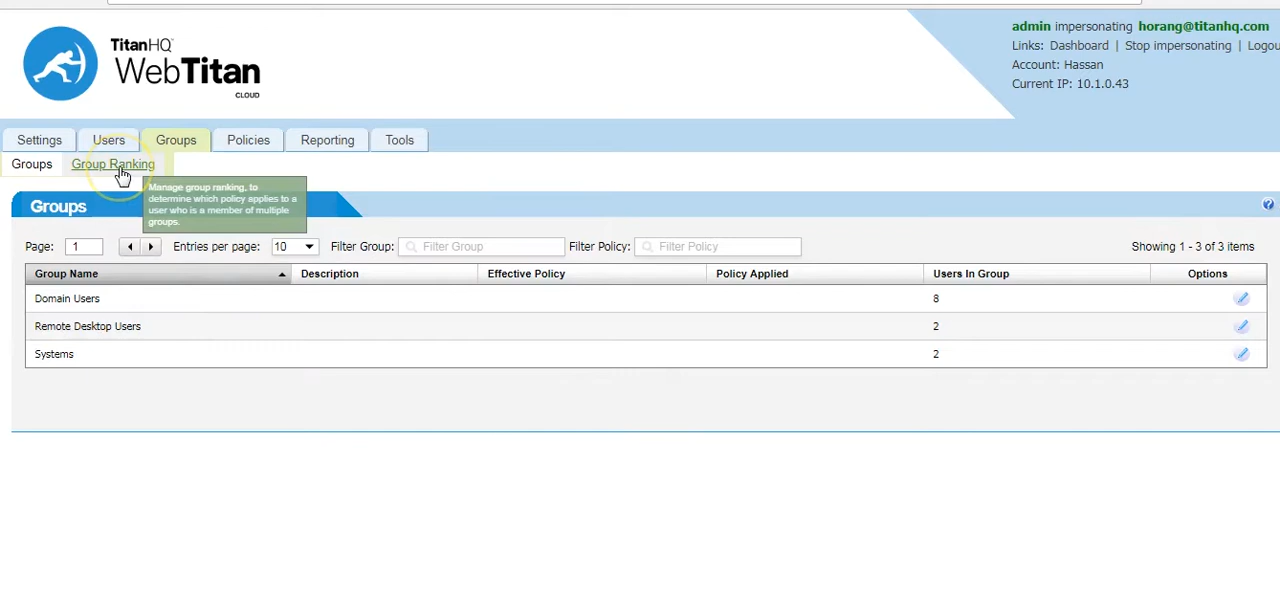 TitanHQ™
WebTitan
CLOUD
admin impersonating horang@titanhq.com
Links: Dashboard | Stop impersonating |
Account: Hassan
Current IP: 10.1.0.43
Settings Users Groups Policies Reporting Tools
Groups Group Ranking
Manage group ranking, to
determine which policy applies to a
user who is a member of multiple
groups.
Groups
Page: 1 Entries per page: 10 Filter Group: Filter Group Filter Policy: Filter Policy Showing 1 - 3 of 3 items
Group Name Description Effective Policy Policy Applied Users In Group Options
Domain Users 8
Remote Desktop Users 2
Systems 2